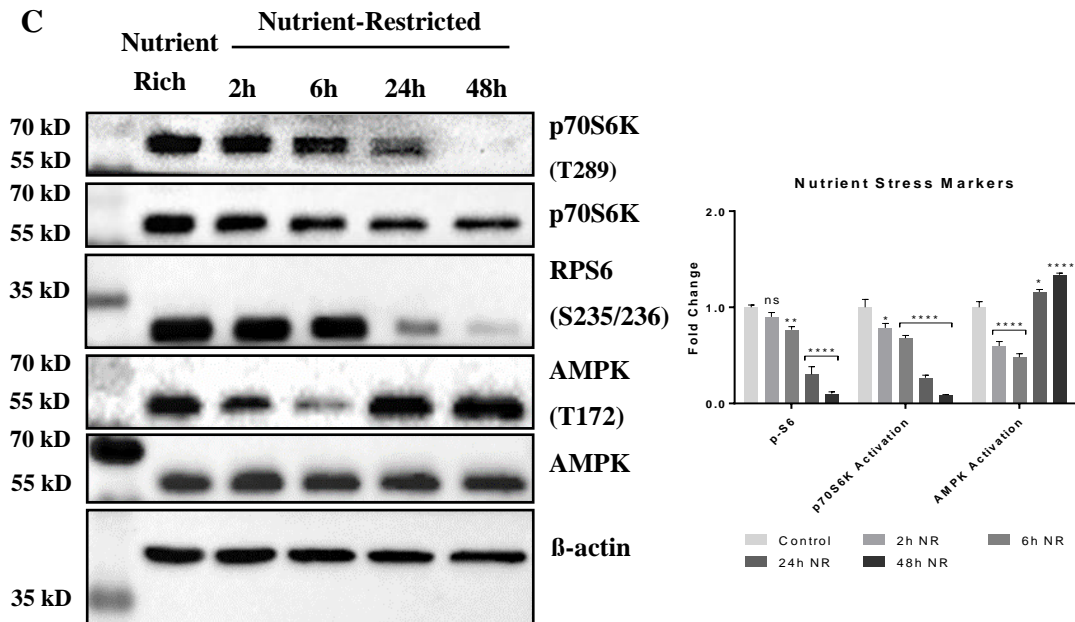 C
Nutrient-Restricted
Nutrient
Rich
2h
6h
24h
48h
70 kD
55 kD
p70S6K
(T289)
70 kD
55 kD
p70S6K
35 kD
RPS6
(S235/236)
70 kD
55 kD
AMPK
(T172)
70 kD
55 kD
AMPK
35 kD
ß-actin
Nutrient Stress Markers
Fold Change
2.0
1.0
0.0
ns
**
****
*
****
****
*
****
p-S6
p70S6K Activation
AMPK Activation
Control
2h NR
6h NR
24h NR
48h NR